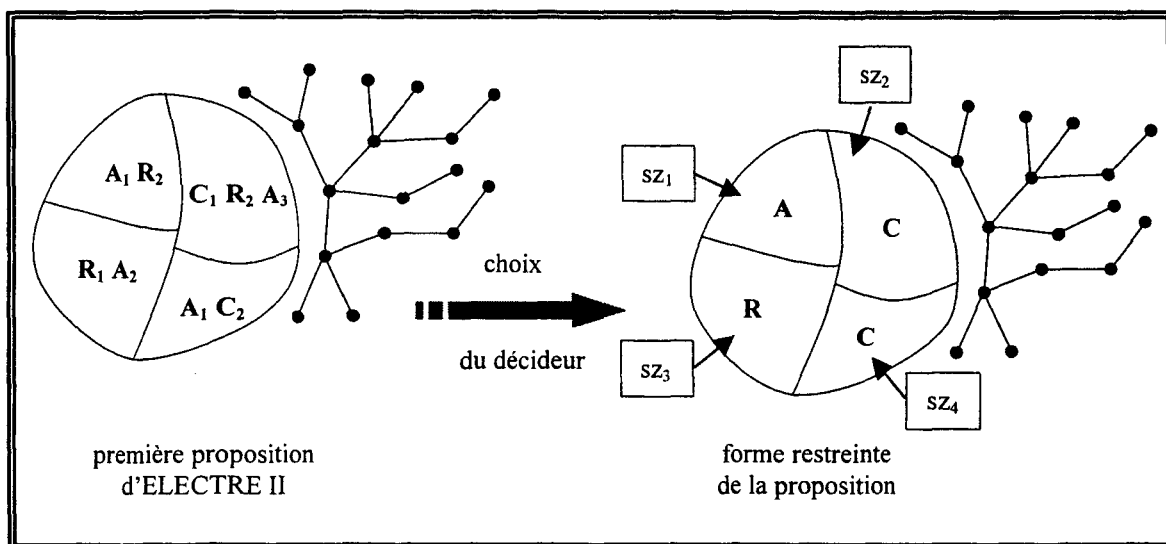 A₁ R₂
C₁ R₂ A₃
R₁ A₂
A₁ C₂
première proposition
d'ELECTRE II
choix
du décideur
sz₂
sz₁
A
C
R
C
sz₃
sz₄
forme restreinte
de la proposition